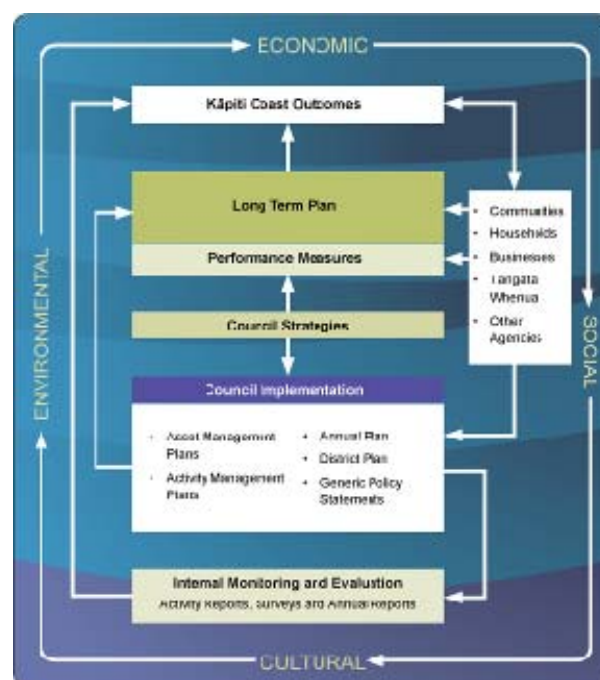 ECONOMIC
Kāpiti Coast Outcomes
Long Term Plan
Performance Measures
Council Strategies
Communities
Households
Businesses
Tangata
Whenua
Other
Agencies
ENVIRONMENTAL
SOCIAL
Council Implementation
Asset Management
Plans
Activity Management
Plans
Annual Plan
District Plan
Generic Policy
Statements
Internal Monitoring and Evaluation
Activity Reports, Surveys and Annual Reports
CULTURAL